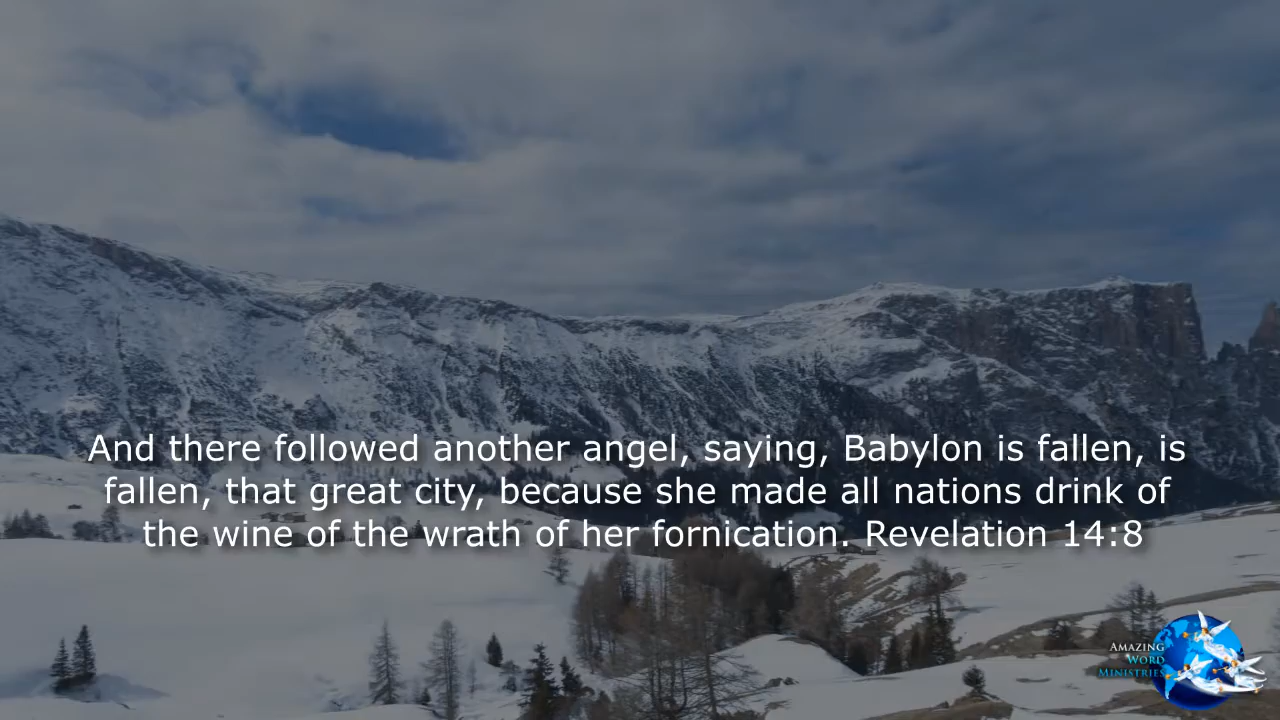 And there followed another angel, saying, Babylon is fallen, is
fallen, that great city, because she made all nations drink of
the wine of the wrath of her fornication. Revelation 14:8
AMAZING
WORD
MINISTRIES